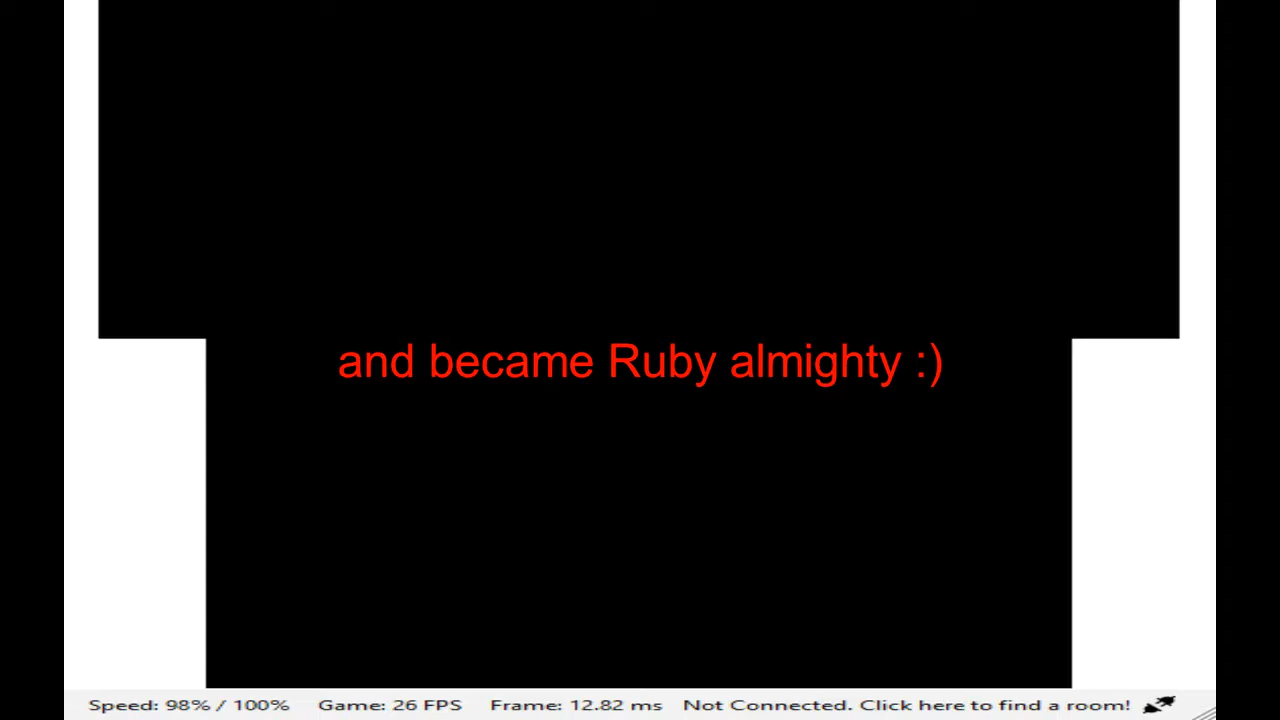 and became Ruby almighty :)
Speed: 98% / 100% Game: 26 FPS Frame: 12.82 ms Not Connected. Click here to find a room!